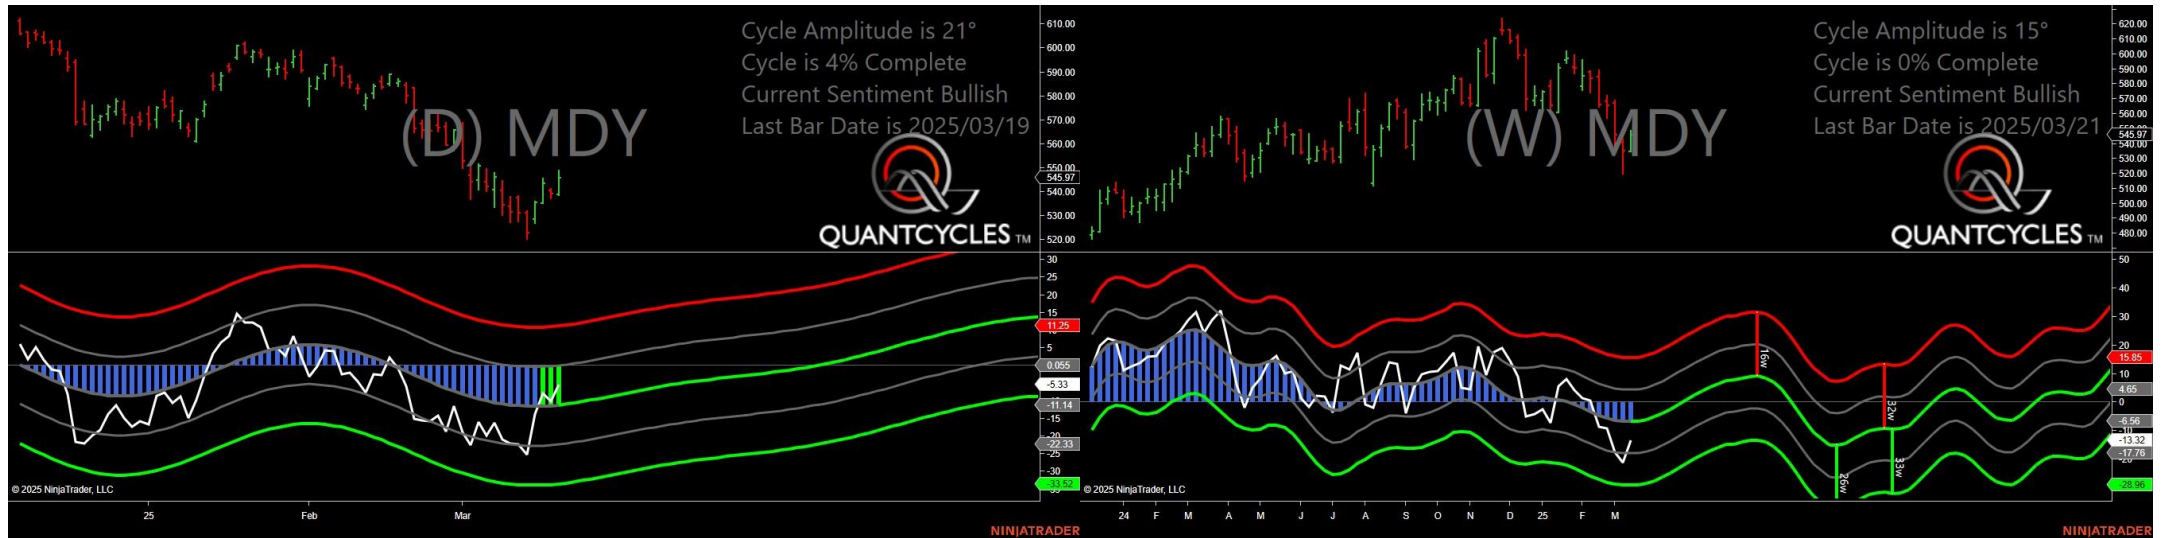 Cycle Amplitude is 21°
Cycle is 4% Complete
Current Sentiment Bullish
Last Bar Date is 2025/03/19
(D) MDY
QUANTCYCLES TM
610.00
600.00
590.00
580.00
570.00
560.00
550.00
545.97
540.00
530.00
520.00
30
25
20
15
11.25
5
0.055
-5.33
-11.14
-15
-22.33
-25
-30
-33.52
© 2025 NinjaTrader, LLC
25 Feb Mar
NINJATRADER
Cycle Amplitude is 15°
Cycle is 0% Complete
Current Sentiment Bullish
Last Bar Date is 2025/03/21
(W) MDY
QUANTCYCLES TM
620.00
610.00
600.00
590.00
580.00
570.00
560.00
545.97
540.00
530.00
520.00
510.00
500.00
490.00
480.00
50
40
30
20
15.85
10
4.65
0
-6.56
-10
-13.32
-17.76
-28.96
16w
32w
26w
33w
© 2025 NinjaTrader, LLC
24 F M A M J J A S O N D 25 F M
NINJATRADER